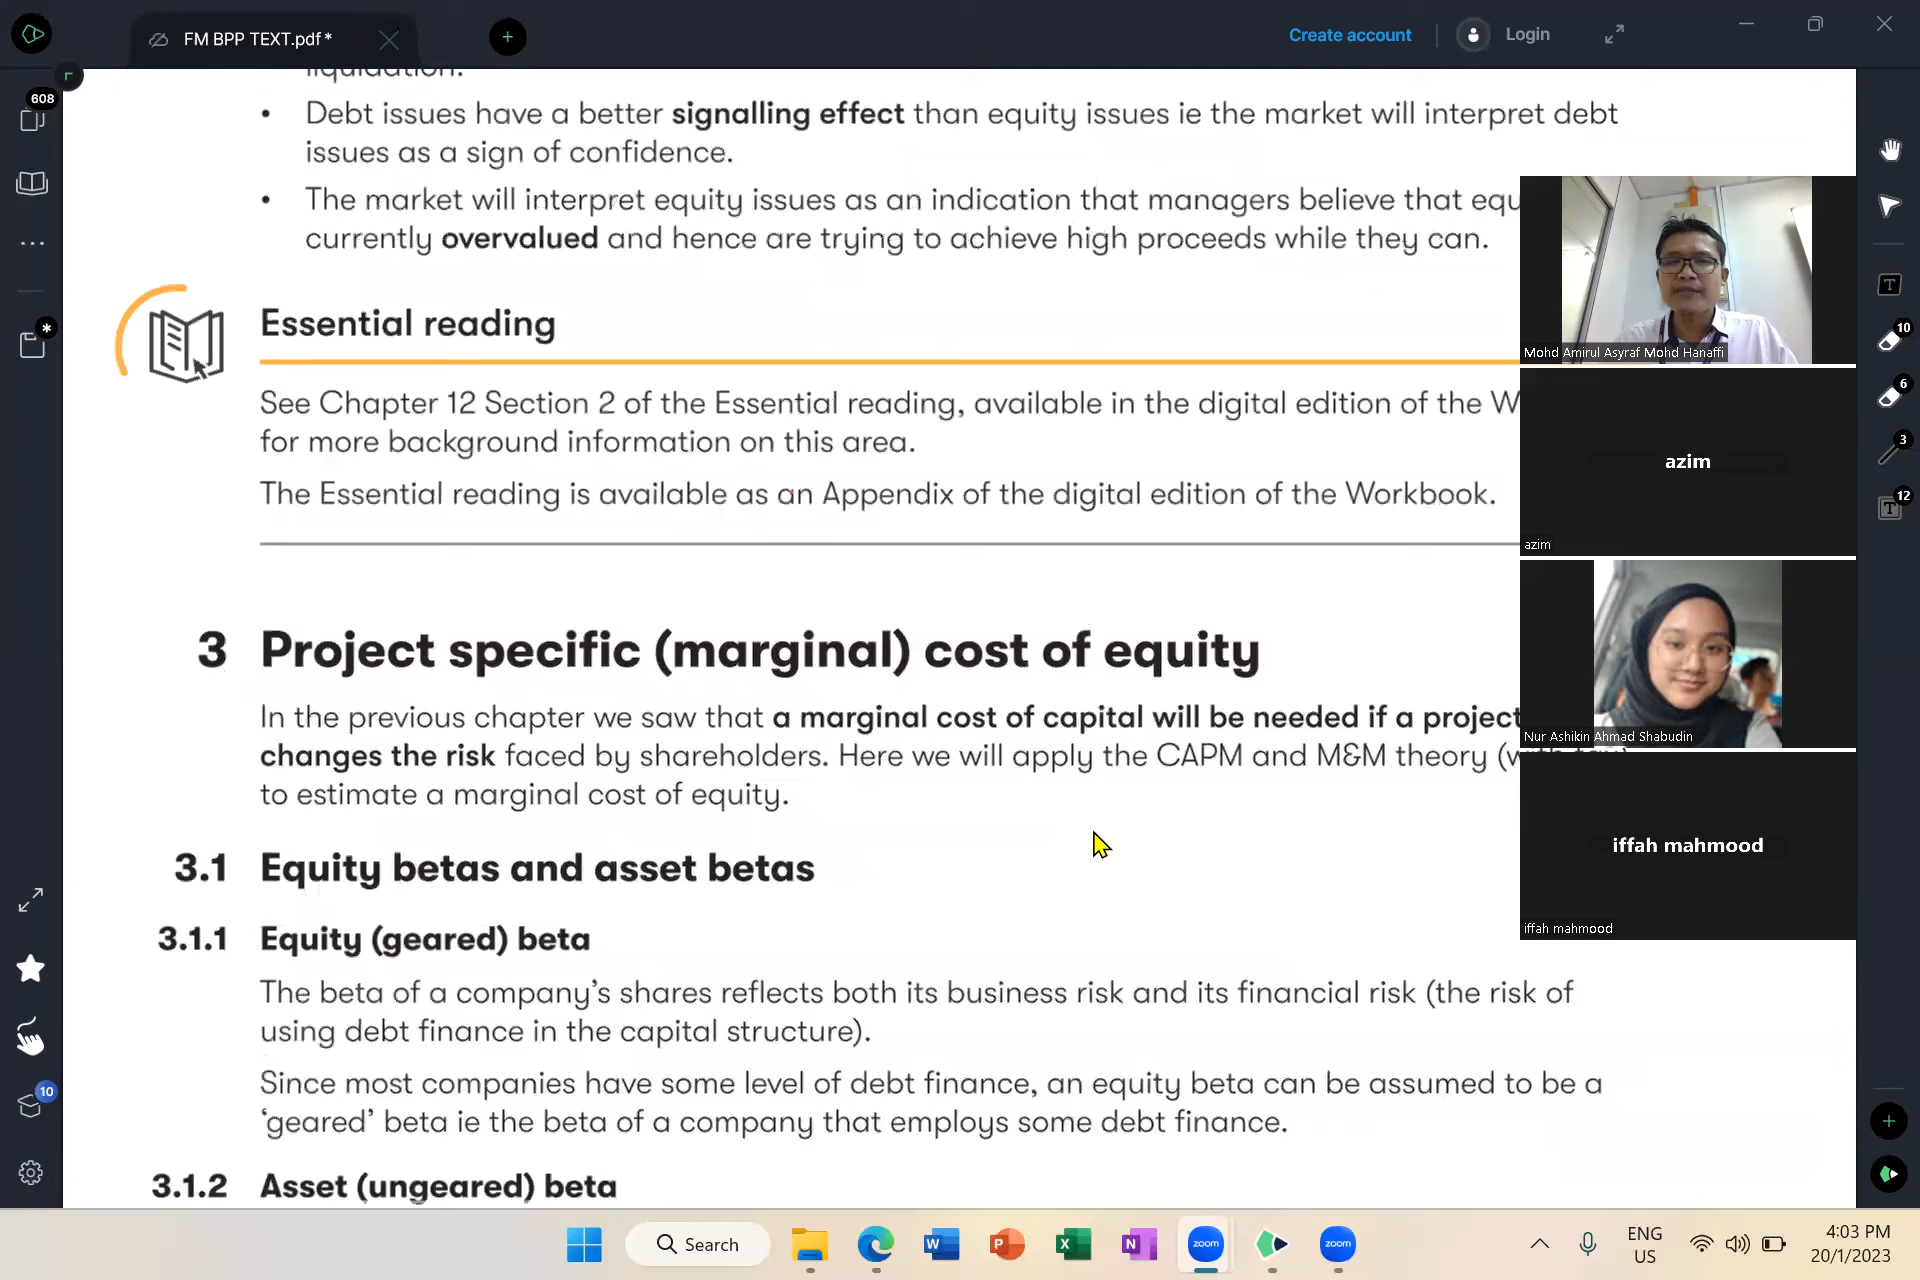 FM BPP TEXT.pdf *
Create account
Login
608
liquidation.
• Debt issues have a better signalling effect than equity issues ie the market will interpret debt
issues as a sign of confidence.
• The market will interpret equity issues as an indication that managers believe that equ
currently overvalued and hence are trying to achieve high proceeds while they can.
Essential reading
See Chapter 12 Section 2 of the Essential reading, available in the digital edition of the W
for more background information on this area.
The Essential reading is available as an Appendix of the digital edition of the Workbook.
3 Project specific (marginal) cost of equity
In the previous chapter we saw that a marginal cost of capital will be needed if a project
changes the risk faced by shareholders. Here we will apply the CAPM and M&M theory (w
to estimate a marginal cost of equity.
3.1 Equity betas and asset betas
3.1.1 Equity (geared) beta
The beta of a company's shares reflects both its business risk and its financial risk (the risk of
using debt finance in the capital structure).
Since most companies have some level of debt finance, an equity beta can be assumed to be a
'geared' beta ie the beta of a company that employs some debt finance.
3.1.2 Asset (ungeared) beta
Mohd Amirul Asyraf Mohd Hanaffi
azim
azim
Nur Ashikin Ahmad Shabudin
iffah mahmood
iffah mahmood
T
10
6
3
12
T
10
Search
W
P
X
N
zoom
zoom
ENG
US
4:03 PM
20/1/2023